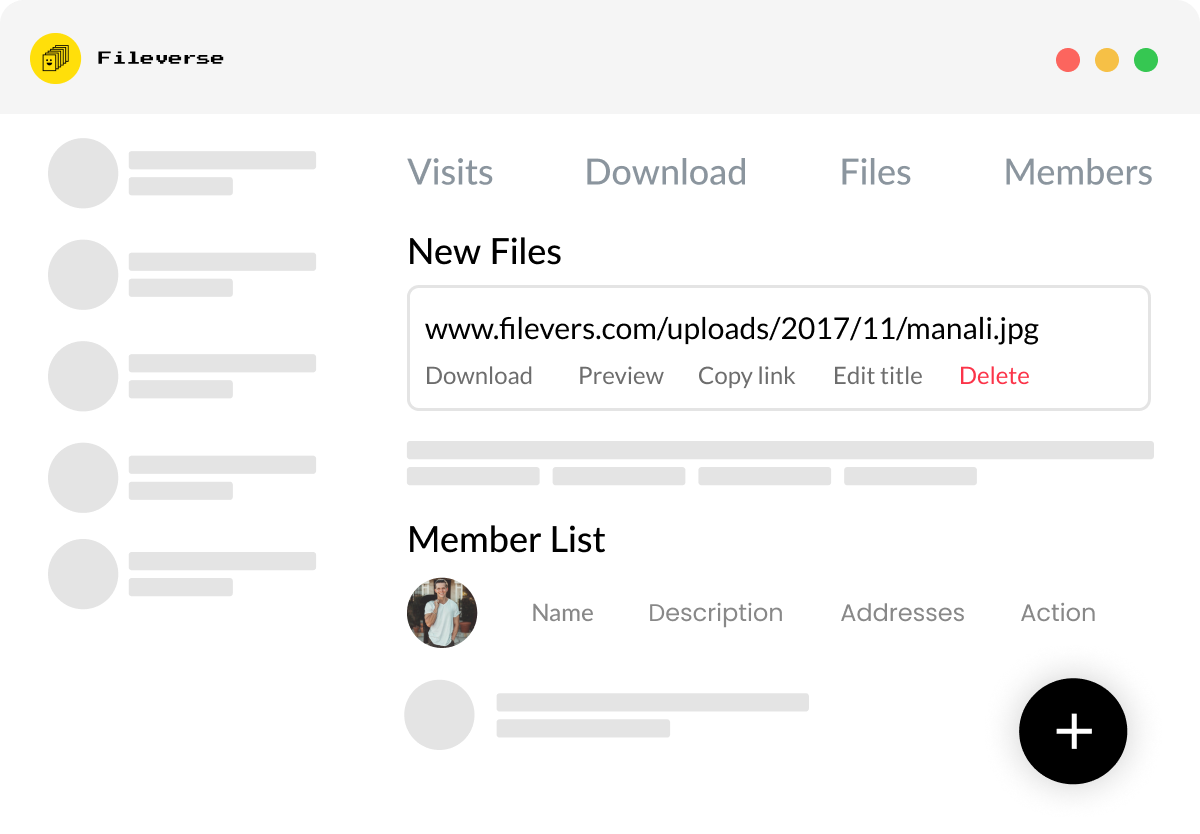 Fileverse
Visits Download Files Members
New Files
www.filevers.com/uploads/2017/11/manali.jpg
Download Preview Copy link Edit title Delete
Member List
Name Description Addresses Action